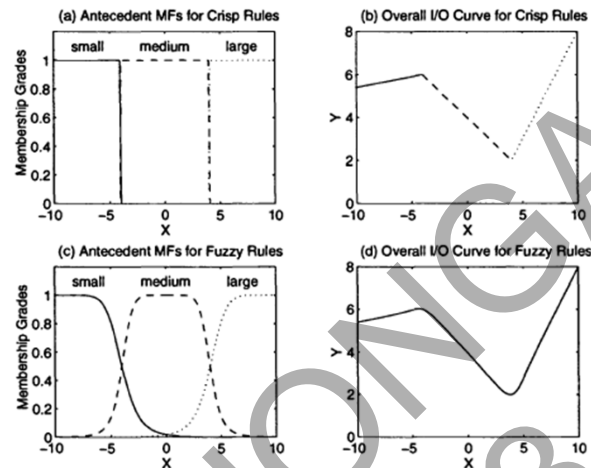 (a) Antecedent MFs for Crisp Rules
small medium large
Membership Grades
1
0.8
0.6
0.4
0.2
0
-10 -5 0 5 10
X
(b) Overall I/O Curve for Crisp Rules
Y
8
6
4
2
0
-10 -5 0 5 10
X
(c) Antecedent MFs for Fuzzy Rules
small medium large
Membership Grades
1
0.8
0.6
0.4
0.2
0
-10 -5 0 5 10
X
(d) Overall I/O Curve for Fuzzy Rules
Y
8
6
4
2
0
-10 -5 0 5 10
X